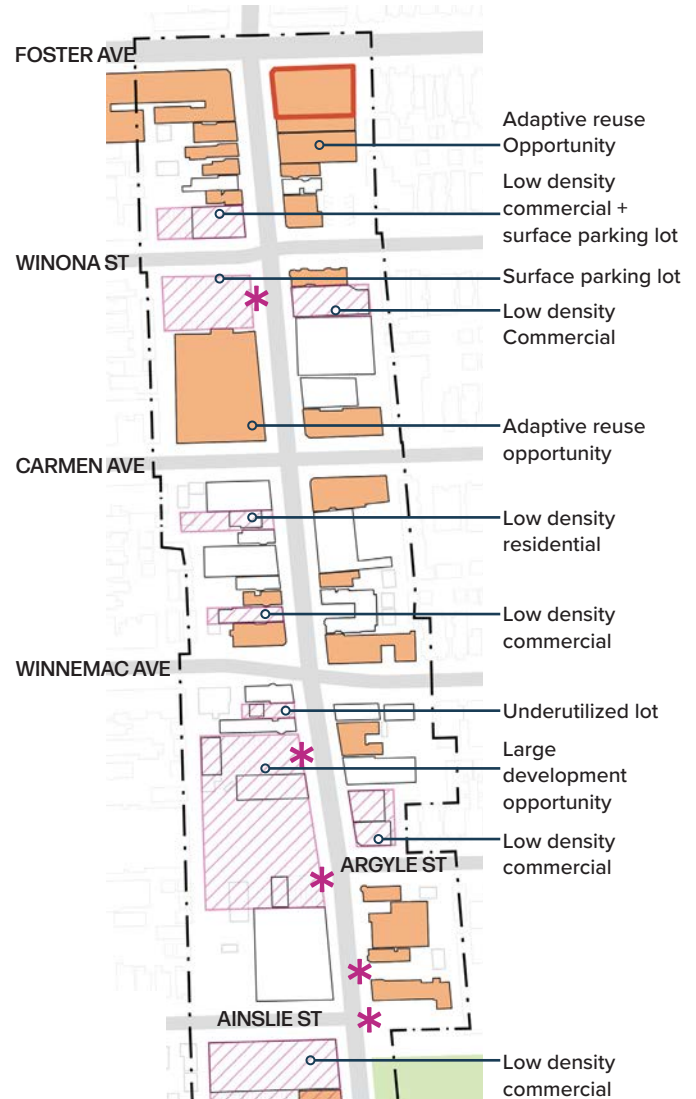 FOSTER AVE
Adaptive reuse
Opportunity
Low density
commercial +
surface parking lot
WINONA ST
Surface parking lot
Low density
Commercial
Adaptive reuse
opportunity
CARMEN AVE
Low density
residential
Low density
commercial
WINNEMAC AVE
Underutilized lot
Large
development
opportunity
Low density
commercial
ARGYLE ST
AINSLIE ST
Low density
commercial